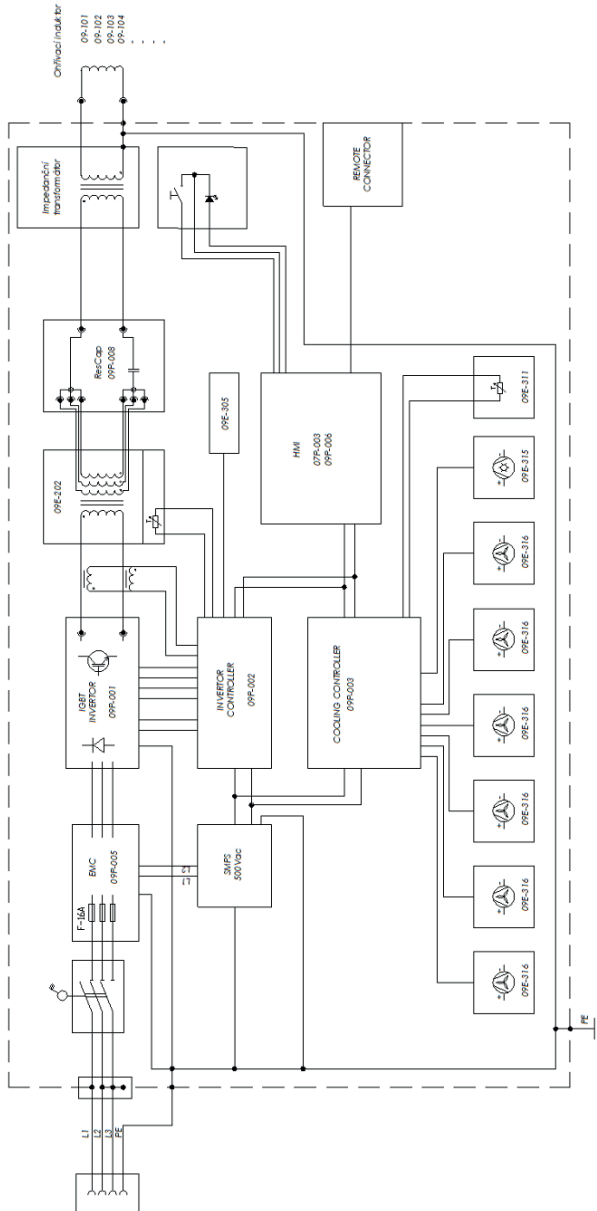 Ohřívací induktor
09-101
09-102
09-103
09-104
-
-
-
-
Impedanční
transformátor
REMOTE
CONNECTOR
ResCap
09P-008
09E-305
HMI
07P-003
09P-006
09E-311
09E-202
09E-315
09E-316
09E-316
09E-316
09E-316
09E-316
09E-316
IGBT
INVERTOR
09P-001
INVERTOR
CONTROLLER
09P-002
COOLING CONTROLLER
09P-003
EMC
09P-005
F-16A
SMPS
500 Vac
L1
L2
L3
PE
PE